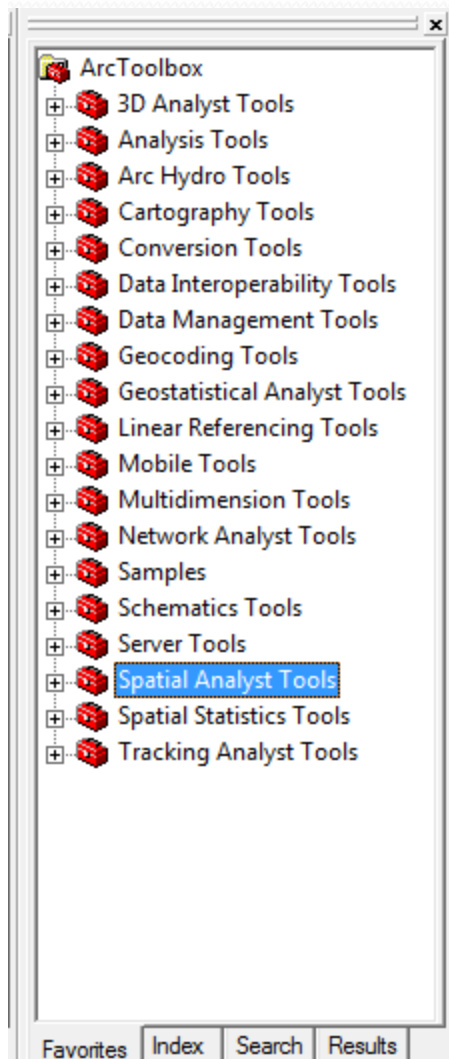 ArcToolbox
3D Analyst Tools
Analysis Tools
Arc Hydro Tools
Cartography Tools
Conversion Tools
Data Interoperability Tools
Data Management Tools
Geocoding Tools
Geostatistical Analyst Tools
Linear Referencing Tools
Mobile Tools
Multidimension Tools
Network Analyst Tools
Samples
Schematics Tools
Server Tools
Spatial Analyst Tools
Spatial Statistics Tools
Tracking Analyst Tools
Favorites Index Search Results